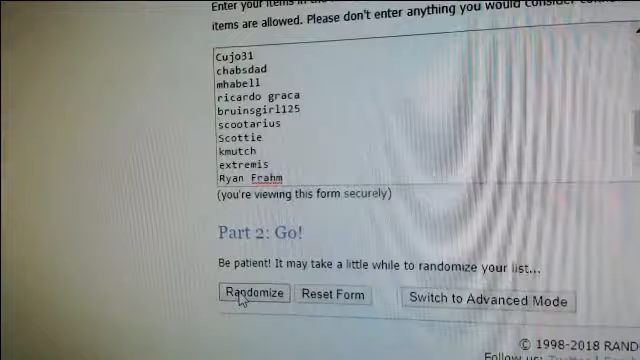 Enter your items in the
items are allowed. Please don't enter anything you would consider
Cujo31
chabsdad
mhabell
ricardo graca
bruinsgirl125
scootarius
Scottie
kmutch
extremis
Ryan Frahm
(you're viewing this form securely)
Part 2: Go!
Be patient! It may take a little while to randomize your list...
Randomize Reset Form Switch to Advanced Mode
© 1998-2018 RAND
Follow us: